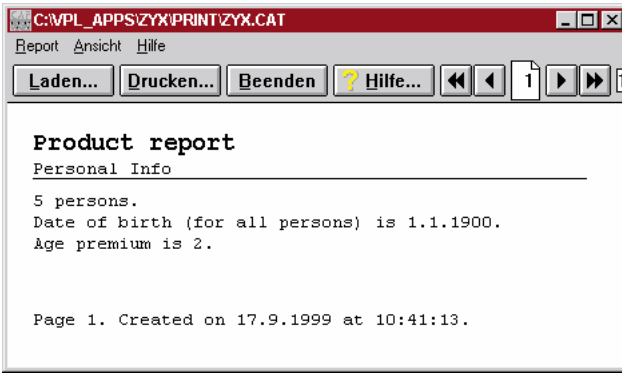 C:\VPL_APPS\ZYX\PRINT\ZYX.CAT
Report Ansicht Hilfe
Laden... Drucken... Beenden ? Hilfe... 1
Product report
Personal Info
5 persons.
Date of birth (for all persons) is 1.1.1900.
Age premium is 2.
Page 1. Created on 17.9.1999 at 10:41:13.